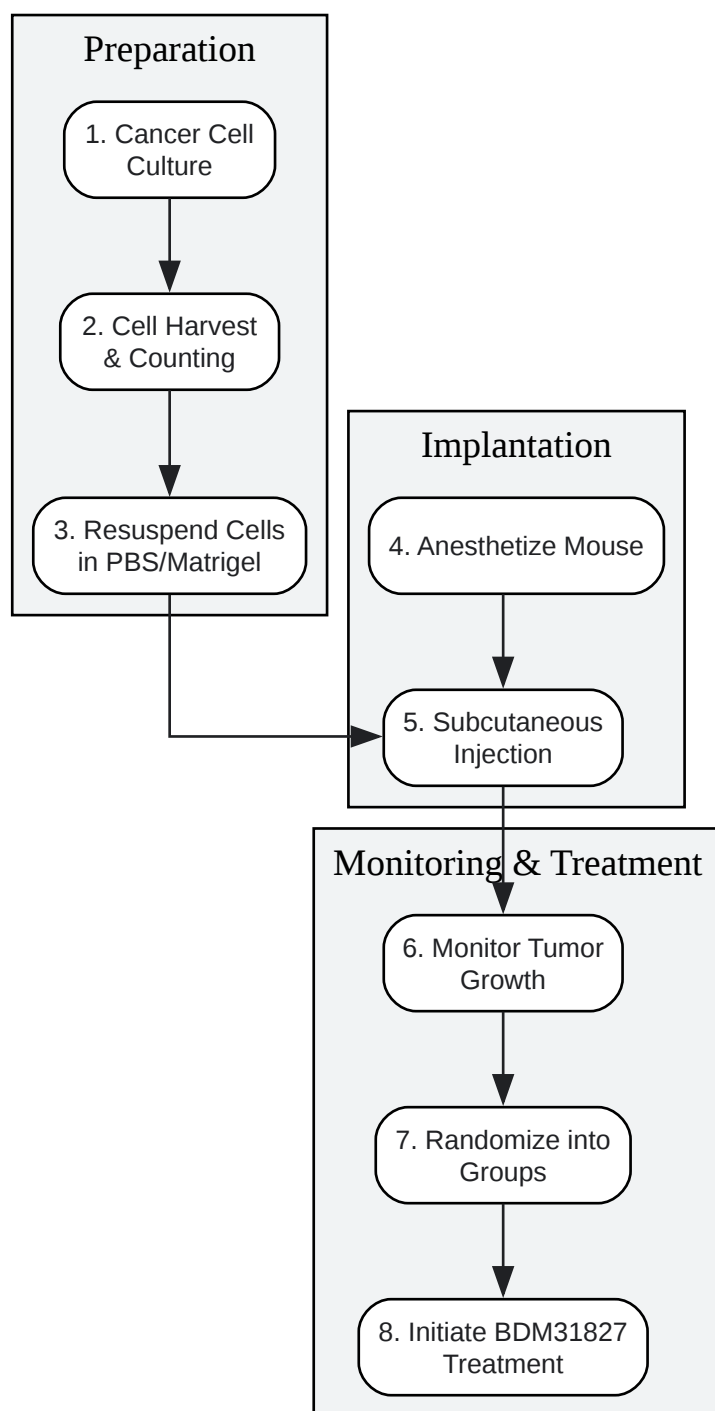 Preparation
1. Cancer Cell
Culture
2. Cell Harvest
& Counting
3. Resuspend Cells
in PBS/Matrigel
Implantation
4. Anesthetize Mouse
5. Subcutaneous
Injection
Monitoring & Treatment
6. Monitor Tumor
Growth
7. Randomize into
Groups
8. Initiate BDM31827
Treatment